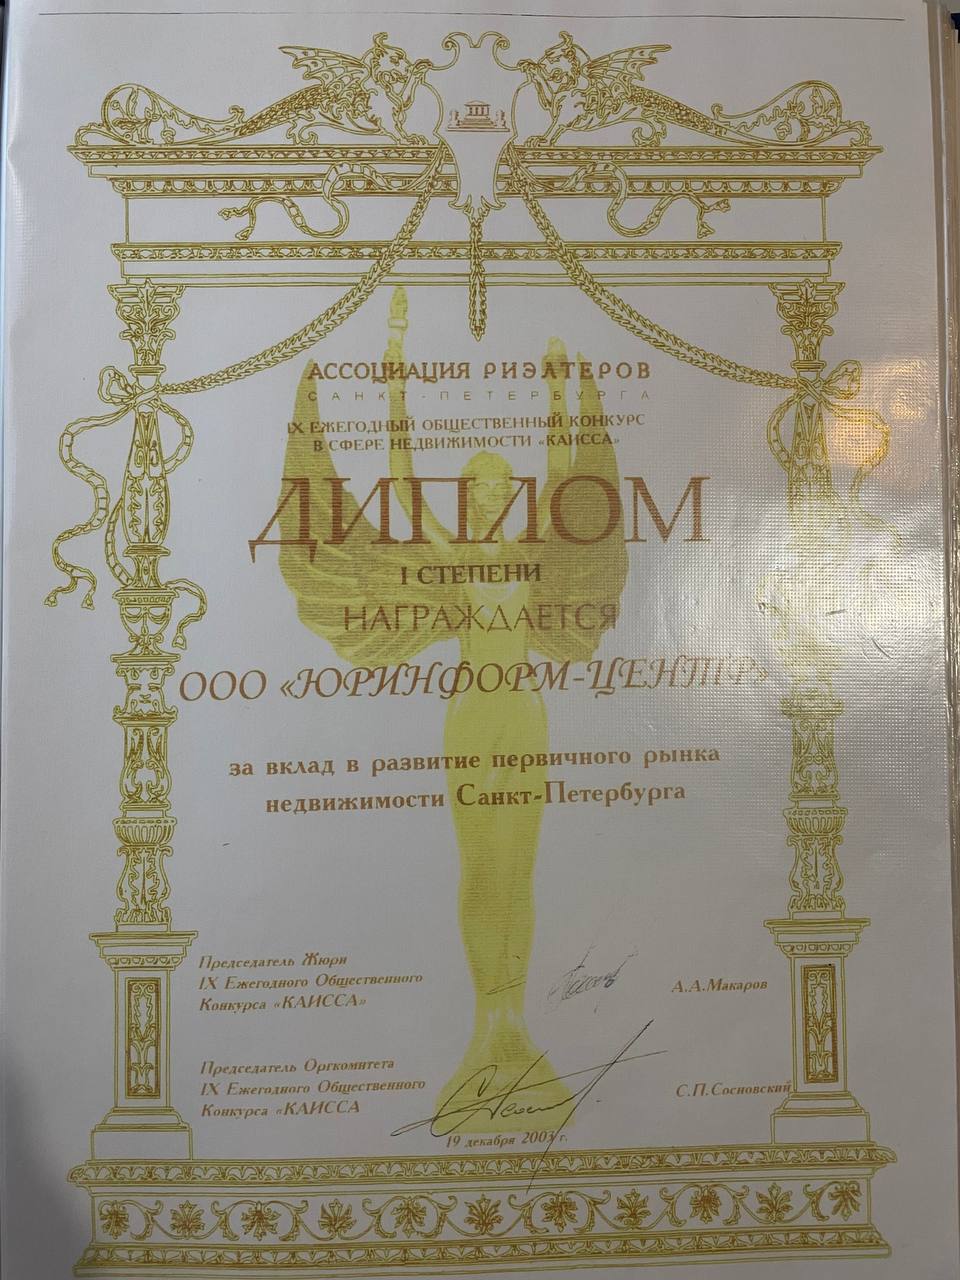 АССОЦИАЦИЯ РИЭЛТЕРОВ
САНКТ-ПЕТЕРБУРГА
IX ЕЖЕГОДНЫЙ ОБЩЕСТВЕННЫЙ КОНКУРС
В СФЕРЕ НЕДВИЖИМОСТИ «КАИССА»
ДИПЛОМ
I СТЕПЕНИ
НАГРАЖДАЕТСЯ
ООО «ЮРИНФОРМ-ЦЕНТР»
за вклад в развитие первичного рынка
недвижимости Санкт-Петербурга
Председатель Жюри
IX Ежегодного Общественного
Конкурса «КАИССА»
А.А.Макаров
Председатель Оргкомитета
IX Ежегодного Общественного
Конкурса «КАИССА
С.П.Сосновский
19 декабря 2003 г.